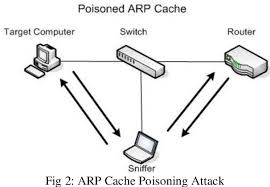 Poisoned ARP Cache
Target Computer Switch Router
Sniffer
Fig 2: ARP Cache Poisoning Attack